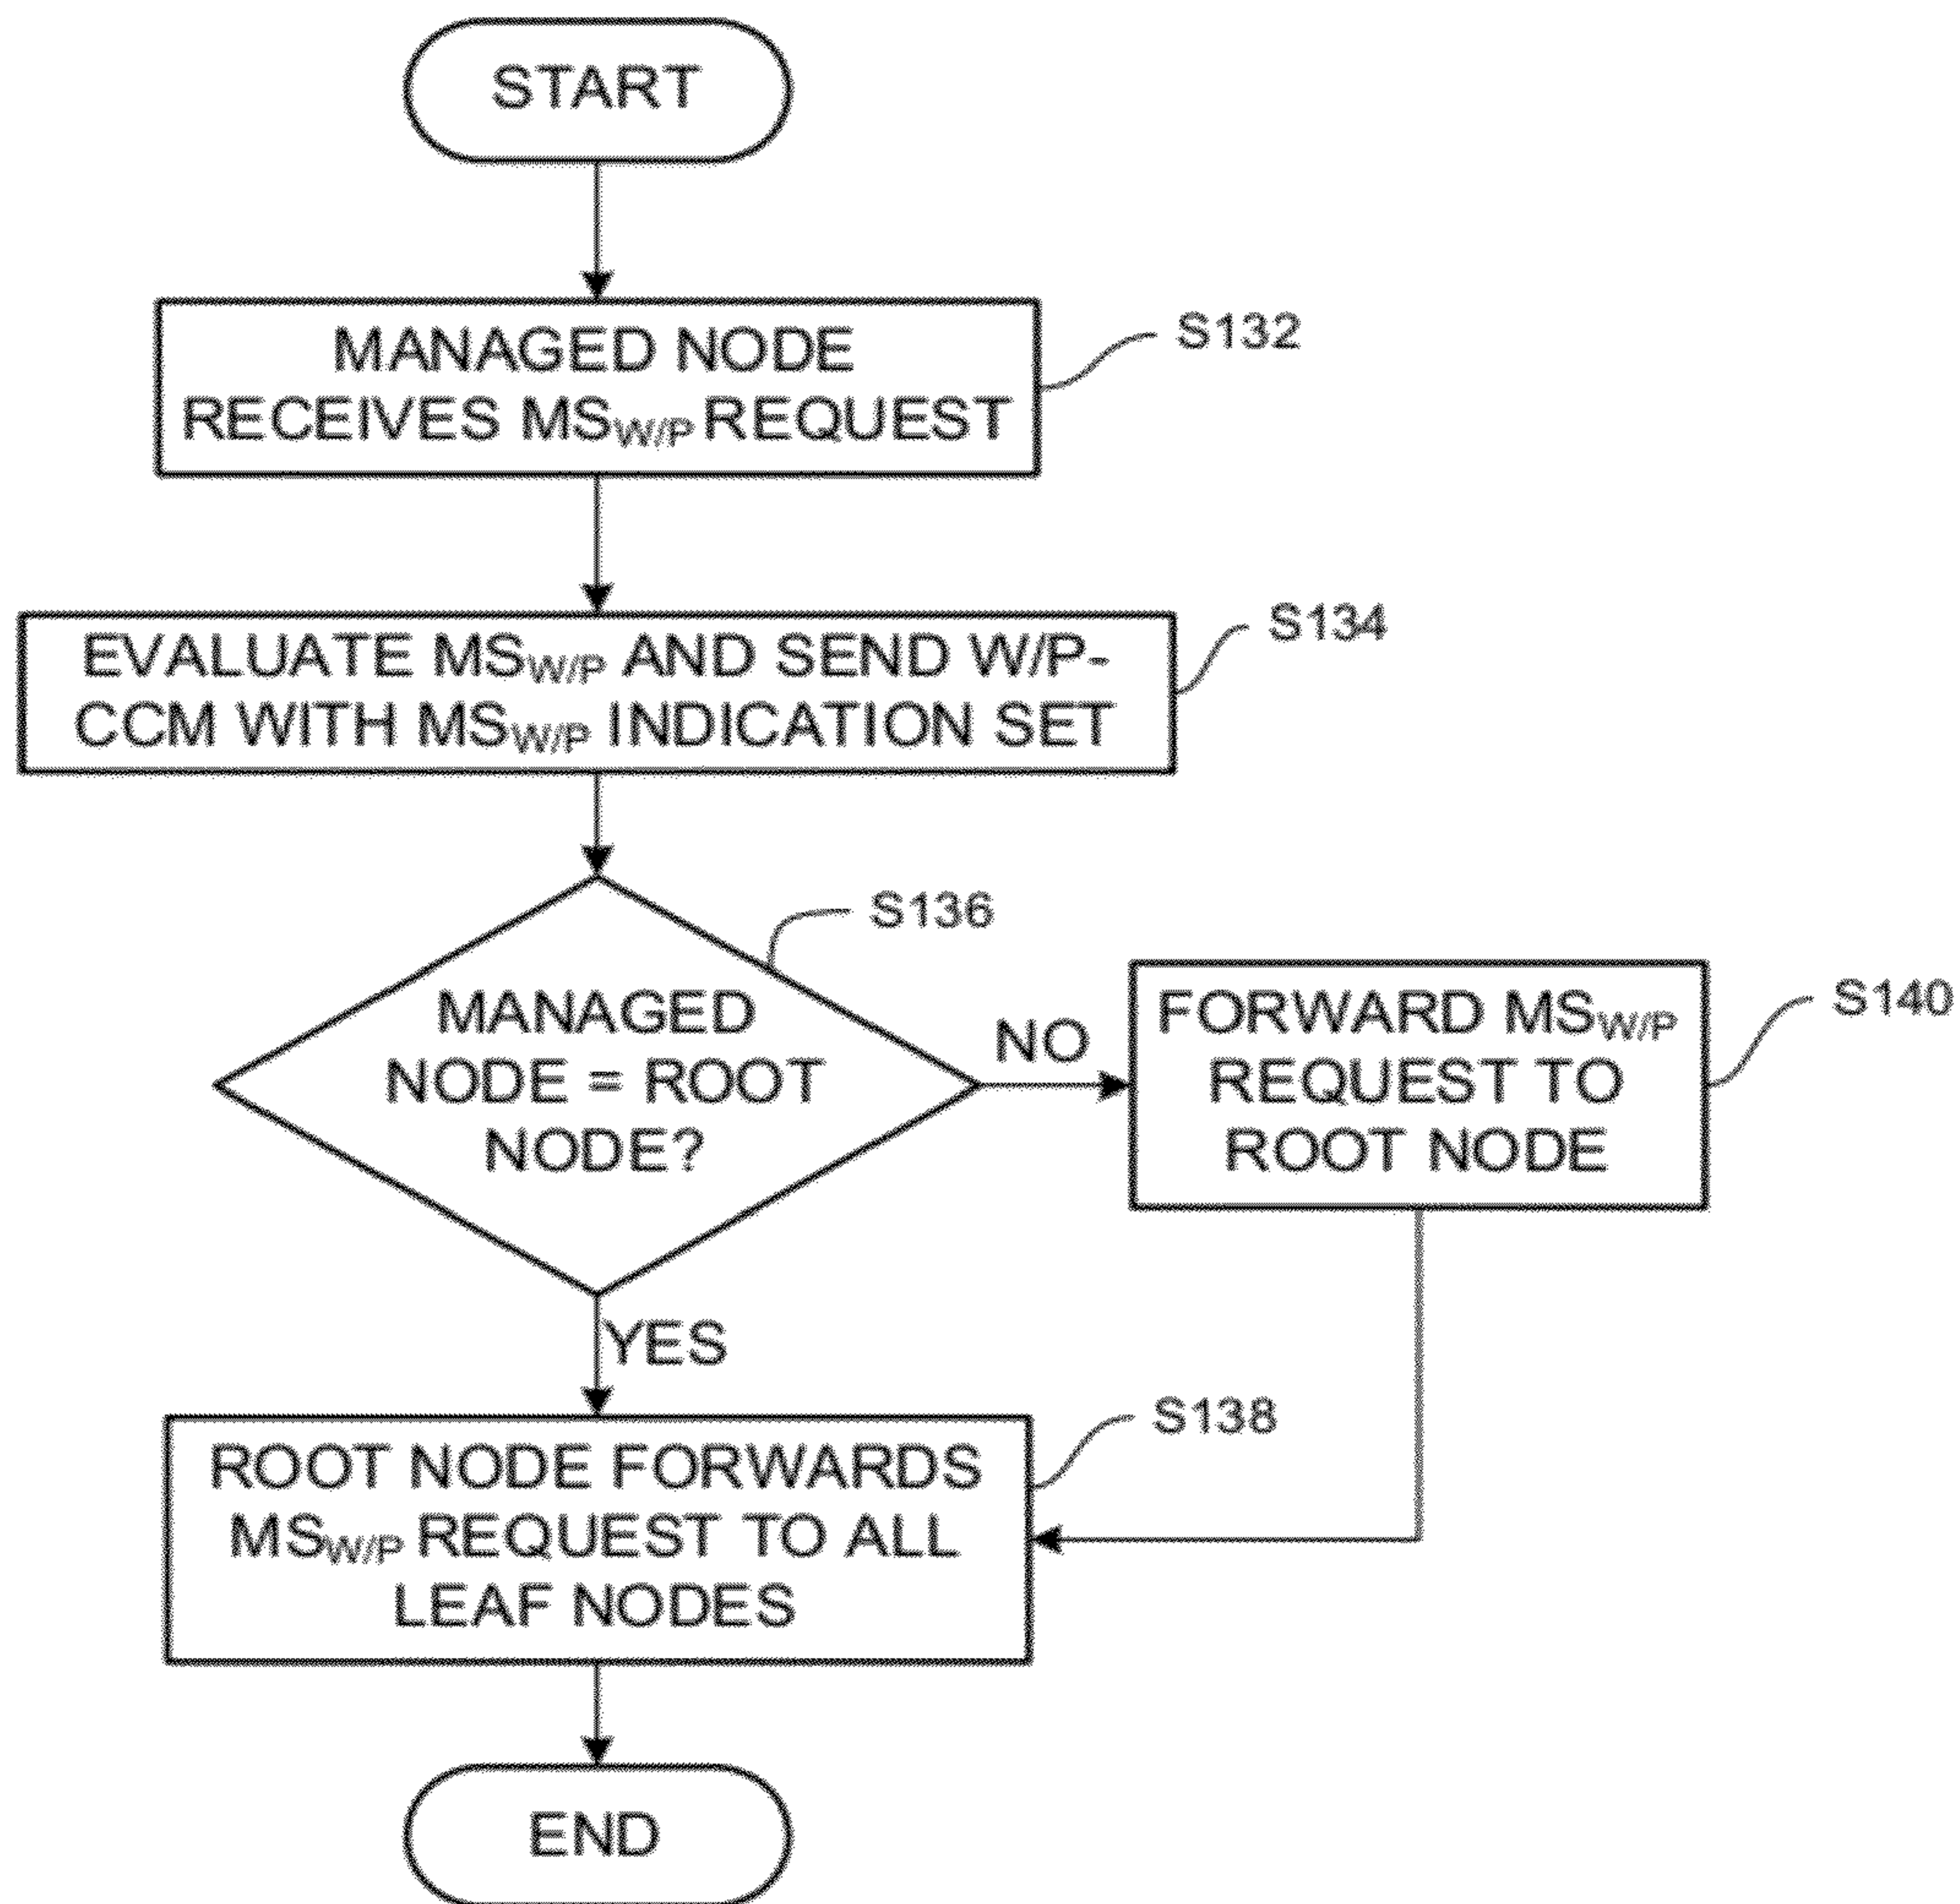 START
MANAGED NODE
RECEIVES MSW/P REQUEST
S132
EVALUATE MSW/P AND SEND W/P-
CCM WITH MSW/P INDICATION SET
S134
MANAGED
NODE = ROOT
NODE?
S136
NO
FORWARD MSW/P
REQUEST TO
ROOT NODE
S140
YES
ROOT NODE FORWARDS
MSW/P REQUEST TO ALL
LEAF NODES
S138
END